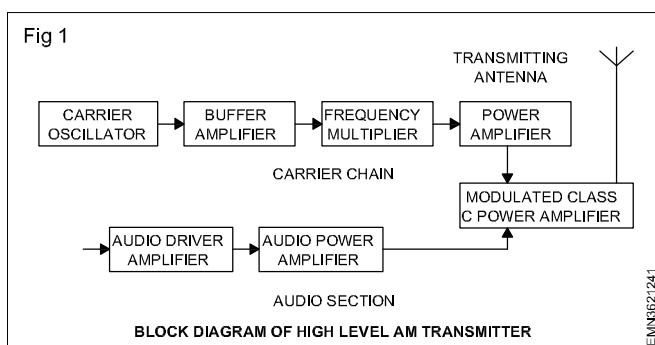 Fig 1
TRANSMITTING
ANTENNA
CARRIER
OSCILLATOR
BUFFER
AMPLIFIER
FREQUENCY
MULTIPLIER
POWER
AMPLIFIER
CARRIER CHAIN
MODULATED CLASS
C POWER AMPLIFIER
AUDIO DRIVER
AMPLIFIER
AUDIO POWER
AMPLIFIER
AUDIO SECTION
BLOCK DIAGRAM OF HIGH LEVEL AM TRANSMITTER
EMN3621241